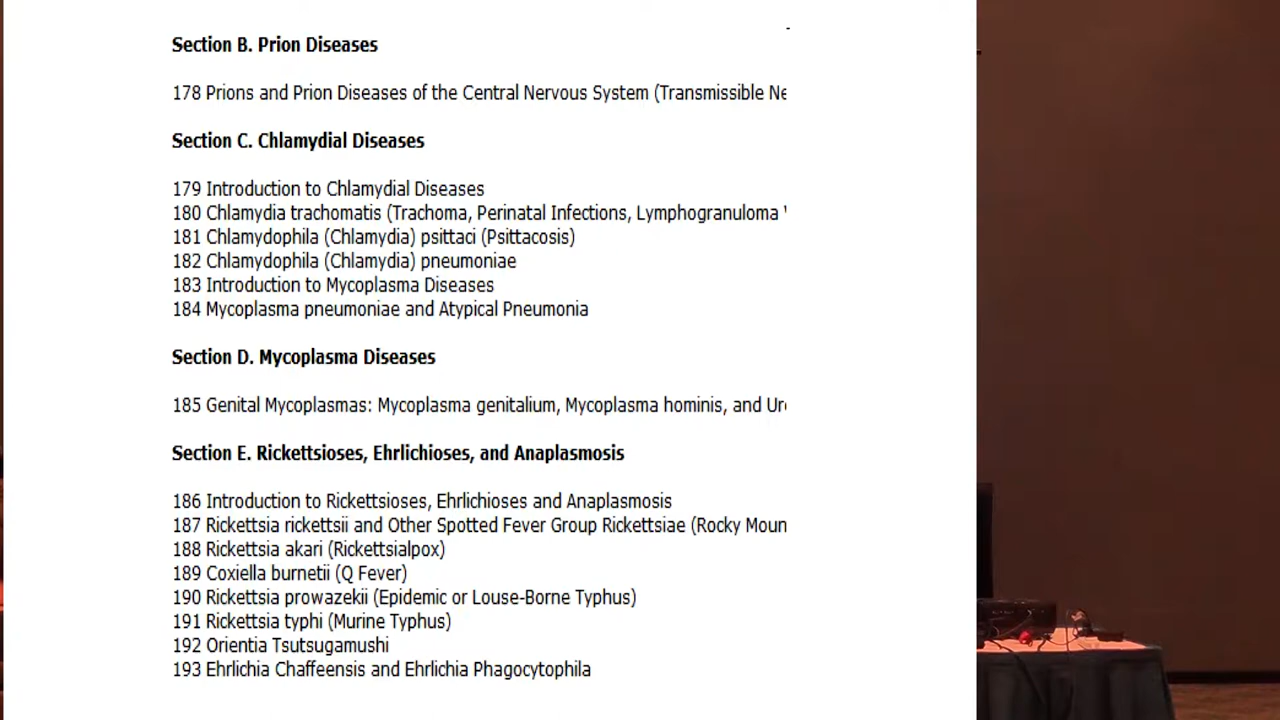 Section B. Prion Diseases
178 Prions and Prion Diseases of the Central Nervous System (Transmissible Ne
Section C. Chlamydial Diseases
179 Introduction to Chlamydial Diseases
180 Chlamydia trachomatis (Trachoma, Perinatal Infections, Lymphogranuloma
181 Chlamydophila (Chlamydia) psittaci (Psittacosis)
182 Chlamydophila (Chlamydia) pneumoniae
183 Introduction to Mycoplasma Diseases
184 Mycoplasma pneumoniae and Atypical Pneumonia
Section D. Mycoplasma Diseases
185 Genital Mycoplasmas: Mycoplasma genitalium, Mycoplasma hominis, and Ur
Section E. Rickettsioses, Ehrlichioses, and Anaplasmosis
186 Introduction to Rickettsioses, Ehrlichioses and Anaplasmosis
187 Rickettsia rickettsii and Other Spotted Fever Group Rickettsiae (Rocky Moun
188 Rickettsia akari (Rickettsialpox)
189 Coxiella burnetii (Q Fever)
190 Rickettsia prowazekii (Epidemic or Louse-Borne Typhus)
191 Rickettsia typhi (Murine Typhus)
192 Orientia Tsutsugamushi
193 Ehrlichia Chaffeensis and Ehrlichia Phagocytophila